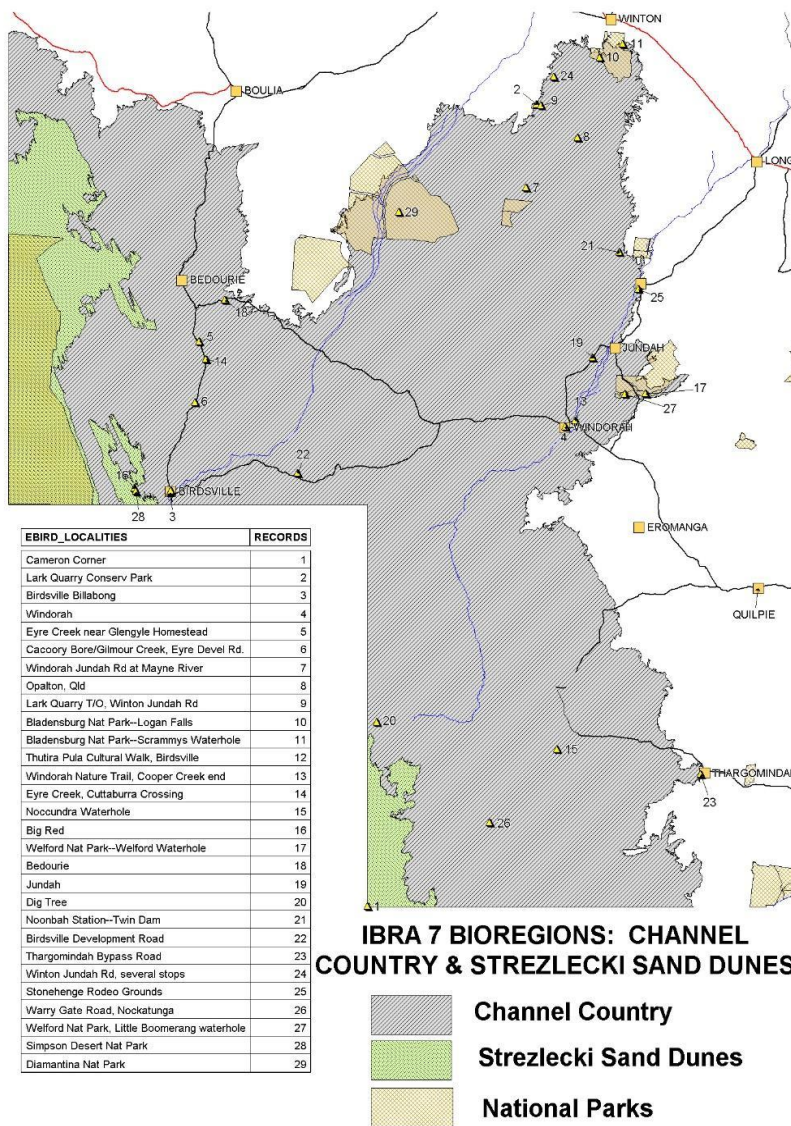 WINTON
11
10
24
BOULIA
2
9
8
LONG
7
29
21
BEDOURIE
25
18
5
19
JUNDAH
14
6
17
13
27
4
WINDORAH
22
16
BIRDSVILLE
28
3
EROMANGA
QUILPIE
20
15
THARGOMINDAH
23
26
1
EBIRD_LOCALITIES RECORDS
Cameron Corner 1
Lark Quarry Conserv Park 2
Birdsville Billabong 3
Windorah 4
Eyre Creek near Glengyle Homestead 5
Cacoory Bore/Gilmour Creek, Eyre Devel Rd. 6
Windorah Jundah Rd at Mayne River 7
Opalton, Qld 8
Lark Quarry T/O, Winton Jundah Rd 9
Bladensburg Nat Park--Logan Falls 10
Bladensburg Nat Park--Scrammys Waterhole 11
Thutira Pula Cultural Walk, Birdsville 12
Windorah Nature Trail, Cooper Creek end 13
Eyre Creek, Cuttaburra Crossing 14
Noccundra Waterhole 15
Big Red 16
Welford Nat Park--Welford Waterhole 17
Bedourie 18
Jundah 19
Dig Tree 20
Noonbah Station--Twin Dam 21
Birdsville Development Road 22
Thargomindah Bypass Road 23
Winton Jundah Rd, several stops 24
Stonehenge Rodeo Grounds 25
Warry Gate Road, Nockatunga 26
Welford Nat Park, Little Boomerang waterhole 27
Simpson Desert Nat Park 28
Diamantina Nat Park 29
IBRA 7 BIOREGIONS: CHANNEL
COUNTRY & STREZLECKI SAND DUNES
Channel Country
Strezlecki Sand Dunes
National Parks